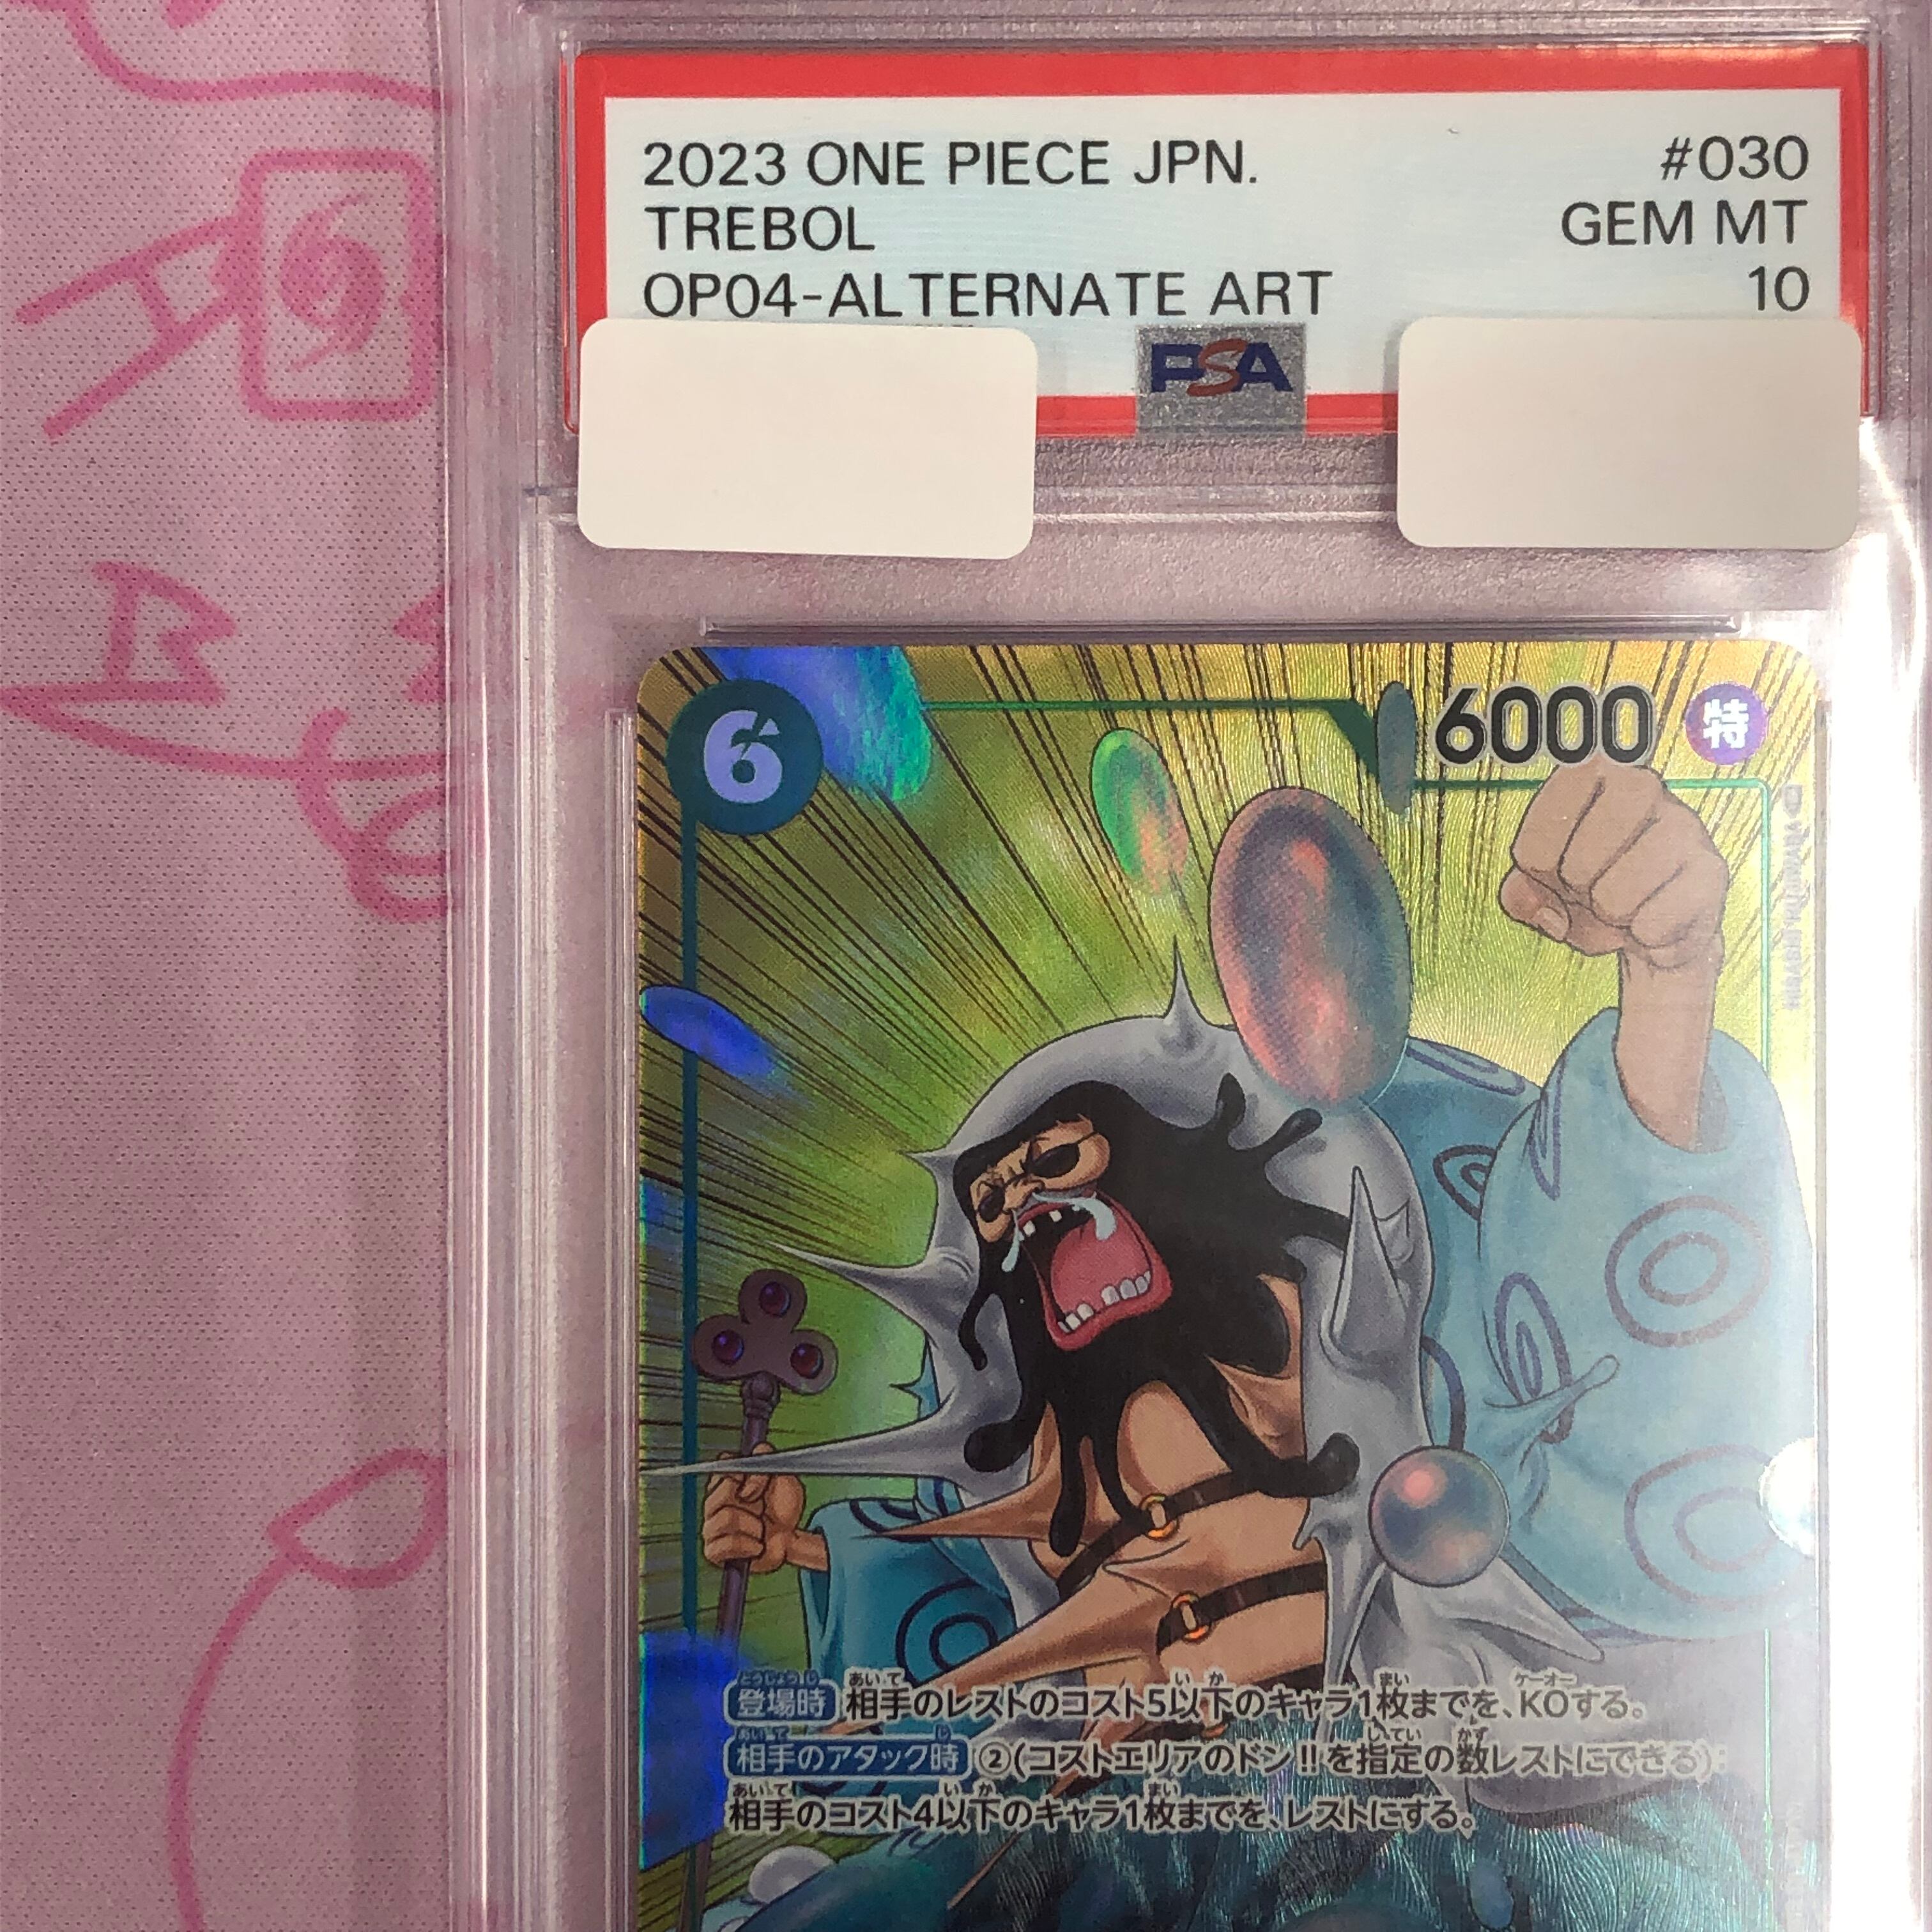 2023 ONE PIECE JPN. #030
TREBOL GEM MT
OP04-ALTERNATE ART 10
PSA
6 6000 特
登場時 相手のレストのコスト5以下のキャラ1枚までを、KOする。
相手のアタック時 ②(コストエリアのドン!!を指定の数レストにできる):
相手のコスト4以下のキャラ1枚までを、レストにする。